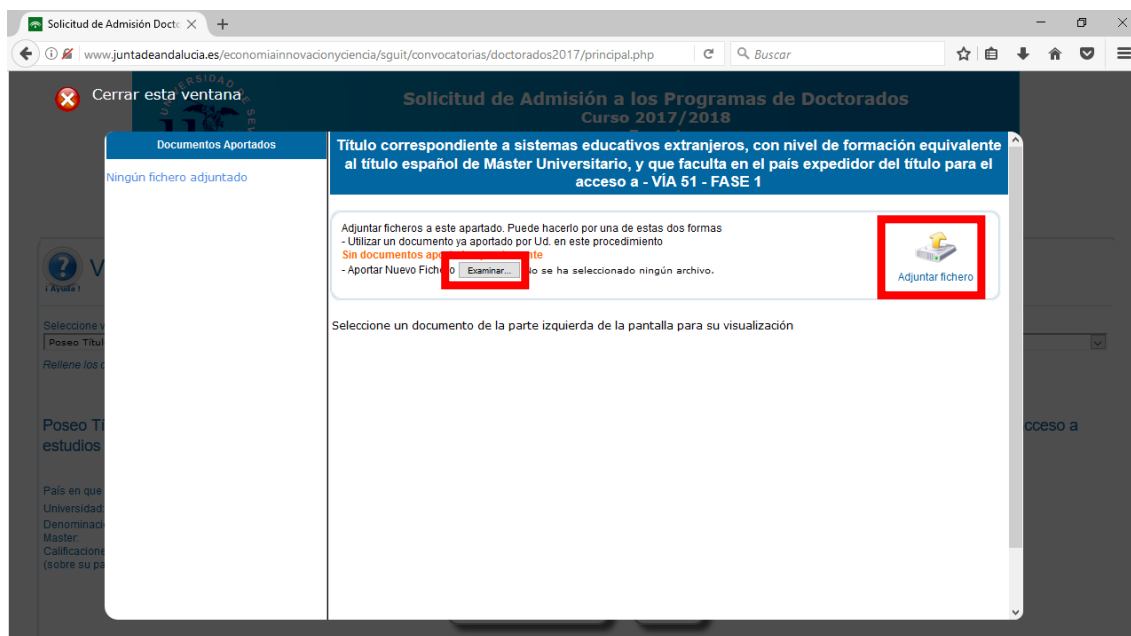 Solicitud de Admisión Docto
www.juntadeandalucia.es/economiainnovacionyciencia/sguit/convocatorias/doctorados2017/principal.php
Buscar
Cerrar esta ventana
Solicitud de Admisión a los Programas de Doctorados
Curso 2017/2018
Documentos Aportados
Ningún fichero adjuntado
Título correspondiente a sistemas educativos extranjeros, con nivel de formación equivalente
al título español de Máster Universitario, y que faculta en el país expedidor del título para el
acceso a - VÍA 51 - FASE 1
Adjuntar ficheros a este apartado. Puede hacerlo por una de estas dos formas
- Utilizar un documento ya aportado por Ud. en este procedimiento
Sin documentos
- Aportar Nuevo Fichero Examinar... No se ha seleccionado ningún archivo.
Adjuntar fichero
Seleccione un documento de la parte izquierda de la pantalla para su visualización
¡ Ayuda !
Seleccione v
Poseo Títul
Rellene los d
Poseo Tí
cceso a
estudios
País en que
Universidad:
Denominaci
Master:
Calificacione
(sobre su pa